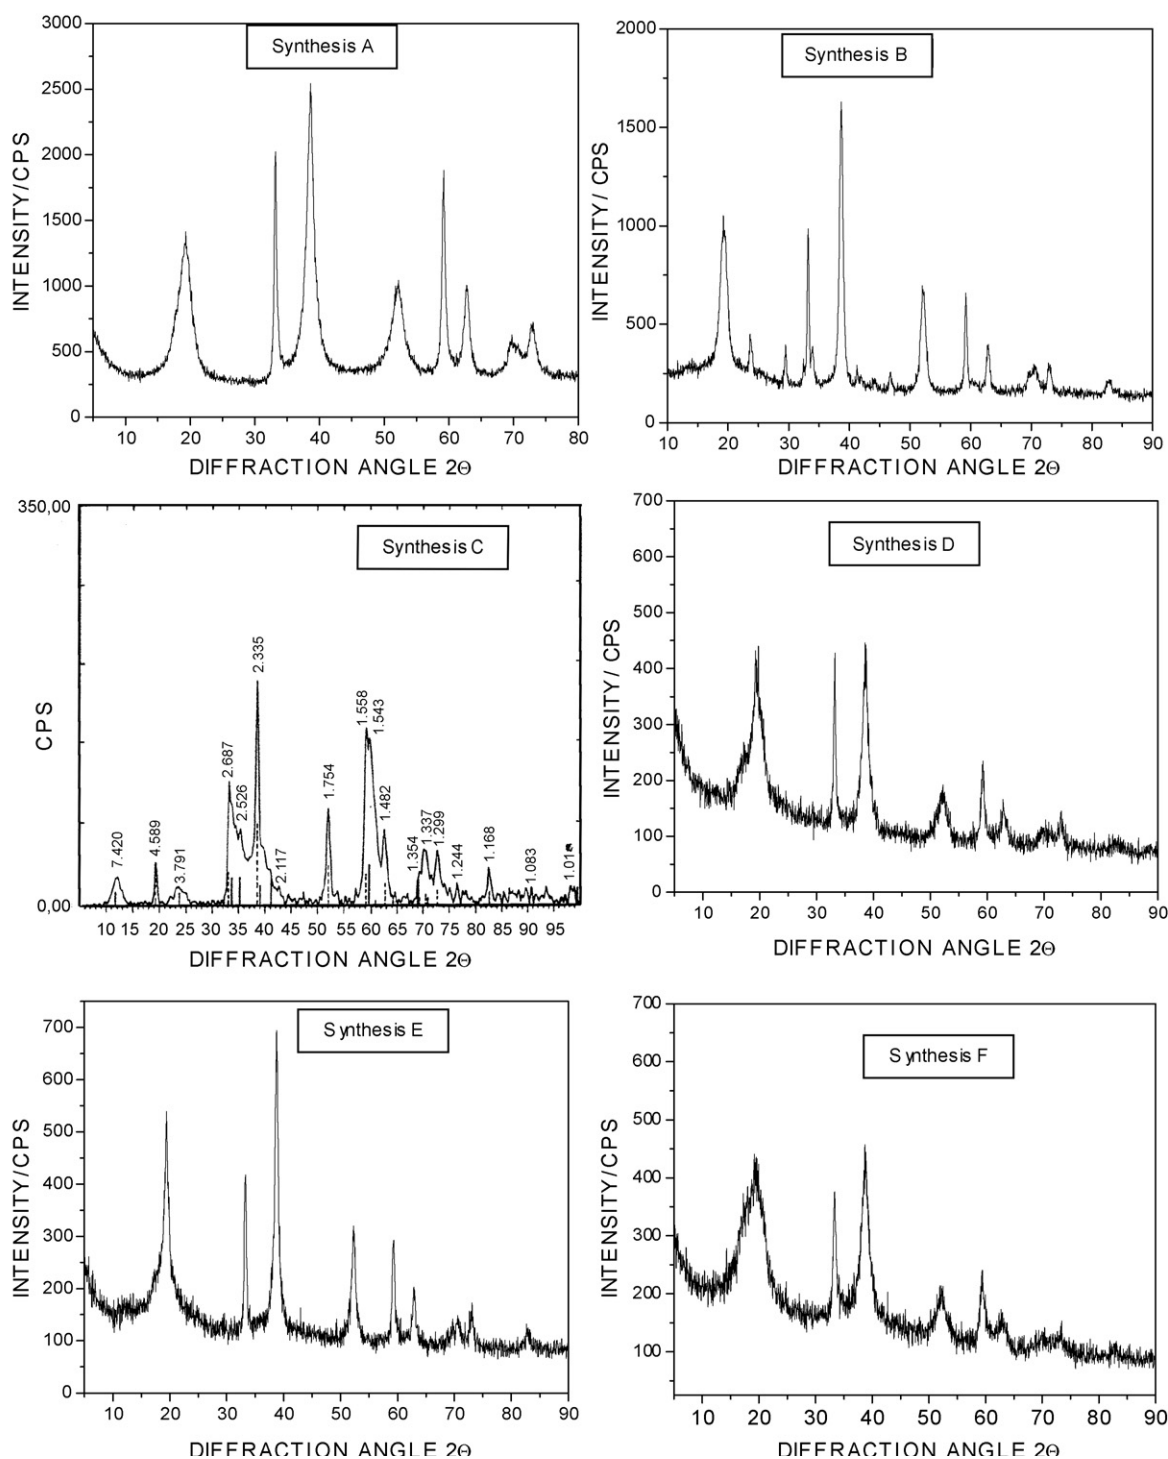 Synthesis A
3000
2500
2000
1500
1000
500
0
INTENSITY/CPS
10 20 30 40 50 60 70 80
DIFFRACTION ANGLE 2Θ
Synthesis B
2000
1500
1000
500
0
INTENSITY/ CPS
10 20 30 40 50 60 70 80 90
DIFFRACTION ANGLE 2Θ
350,00
Synthesis C
CPS
0,00
7.420
4.589
3.791
2.687
2.526
2.335
2.117
1.754
1.558
1.543
1.482
1.354
1.337
1.299
1.244
1.168
1.083
10 15 20 25 30 35 40 45 50 55 60 65 70 75 80 85 90 95
DIFFRACTION ANGLE 2Θ
Synthesis D
700
600
500
400
300
200
100
0
INTENSITY/ CPS
10 20 30 40 50 60 70 80 90
DIFFRACTION ANGLE 2Θ
Synthesis E
700
600
500
400
300
200
100
0
INTENSITY/CPS
10 20 30 40 50 60 70 80 90
DIFFRACTION ANGLE 2Θ
Synthesis F
700
600
500
400
300
200
100
INTENSITY/CPS
10 20 30 40 50 60 70 80 90
DIFFRACTION ANGLE 2Θ